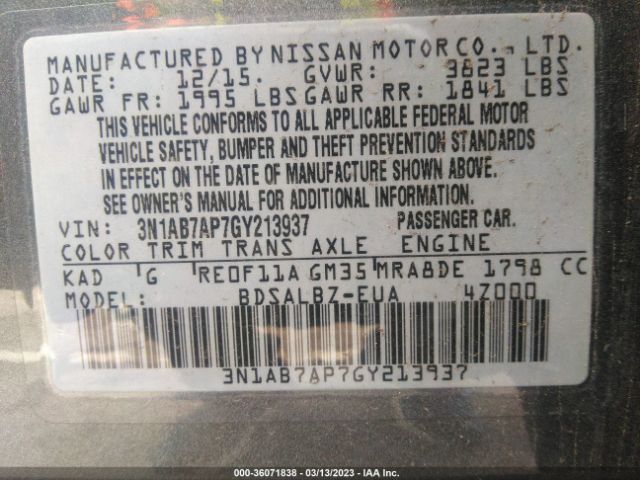 MANUFACTURED BY NISSAN MOTOR CO., LTD.
DATE: 12/15. GVWR: 3623 LBS
GAWR FR: 1995 LBS GAWR RR: 1841 LBS
THIS VEHICLE CONFORMS TO ALL APPLICABLE FEDERAL MOTOR
VEHICLE SAFETY, BUMPER AND THEFT PREVENTION STANDARDS
IN EFFECT ON THE DATE OF MANUFACTURE SHOWN ABOVE.
SEE OWNER'S MANUAL FOR ADDITIONAL INFORMATION.
VIN: 3N1AB7AP7GY213937 PASSENGER CAR.
COLOR TRIM TRANS AXLE ENGINE
KAD G RE0F11A GM35 MRA8DE 1798 CC
MODEL: BDSALBZ-EUA 4Z000
3N1AB7AP7GY213937
000-36071838 - 03/13/2023 - IAA Inc.